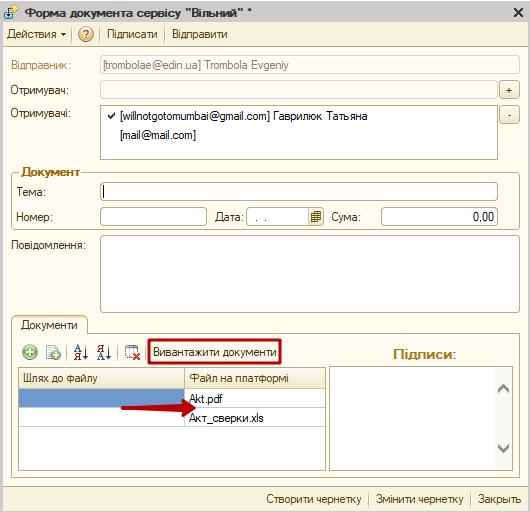 Форма документа сервісу "Вільний" *
Действия Підписати Відправити
Відправник: [trombolae@edin.ua] Trombola Evgeniy
Отримувач: +
Отримувачі: [willnotgotomumbai@gmail.com] Гаврилюк Татьяна -
[mail@mail.com]
Документ
Тема:
Номер: Дата: . . Сума: 0,00
Повідомлення:
Документи
Вивантажити документи
Підписи:
Шлях до файлу Файл на платформі
Akt.pdf
Акт_сверки.xls
Створити чернетку Змінити чернетку Закрыть